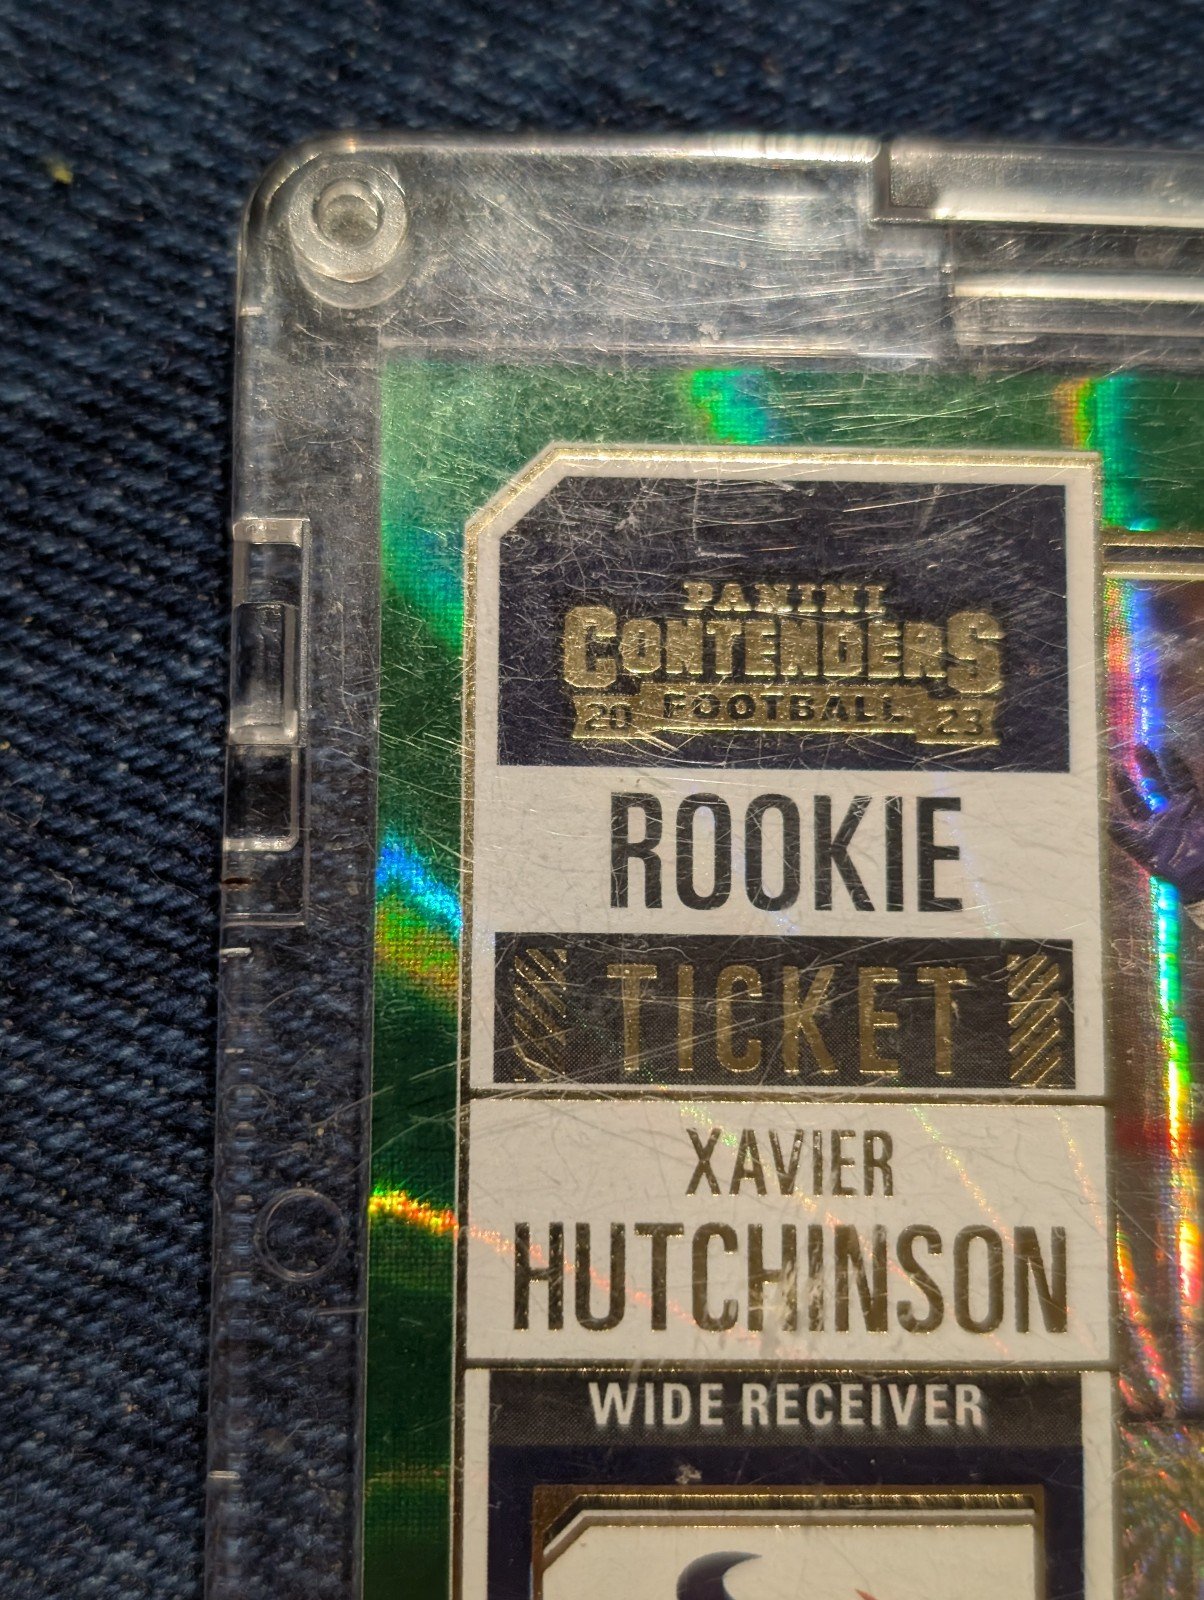 PANINI
CONTENDERS
20 FOOTBALL 23
ROOKIE
TICKET
XAVIER
HUTCHINSON
WIDE RECEIVER